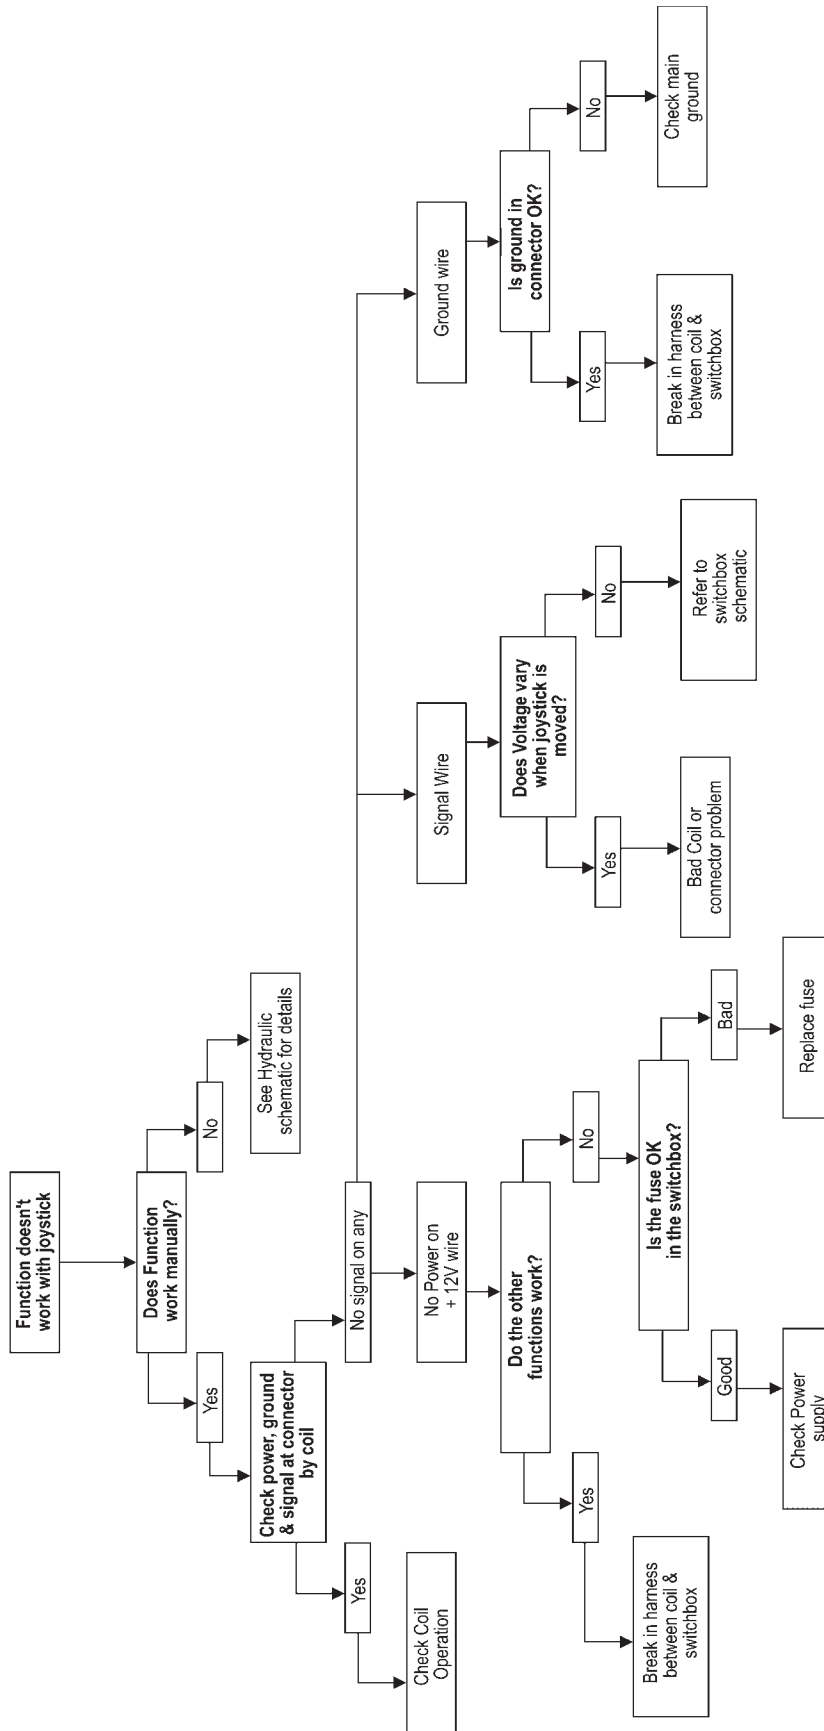 Function doesn't
work with joystick
Does Function
work manually?
Yes
No
See Hydraulic
schematic for details
Check power, ground
& signal at connector
by coil
Yes
Check Coil
Operation
No signal on any
No Power on
+ 12V wire
Do the other
functions work?
Yes
Break in harness
between coil &
switchbox
No
Is the fuse OK
in the switchbox?
Good
Check Power
supply
Bad
Replace fuse
Signal Wire
Does Voltage vary
when joystick is
moved?
Yes
Bad Coil or
connector problem
No
Refer to
switchbox
schematic
Ground wire
Is ground in
connector OK?
Yes
Break in harness
between coil &
switchbox
No
Check main
ground